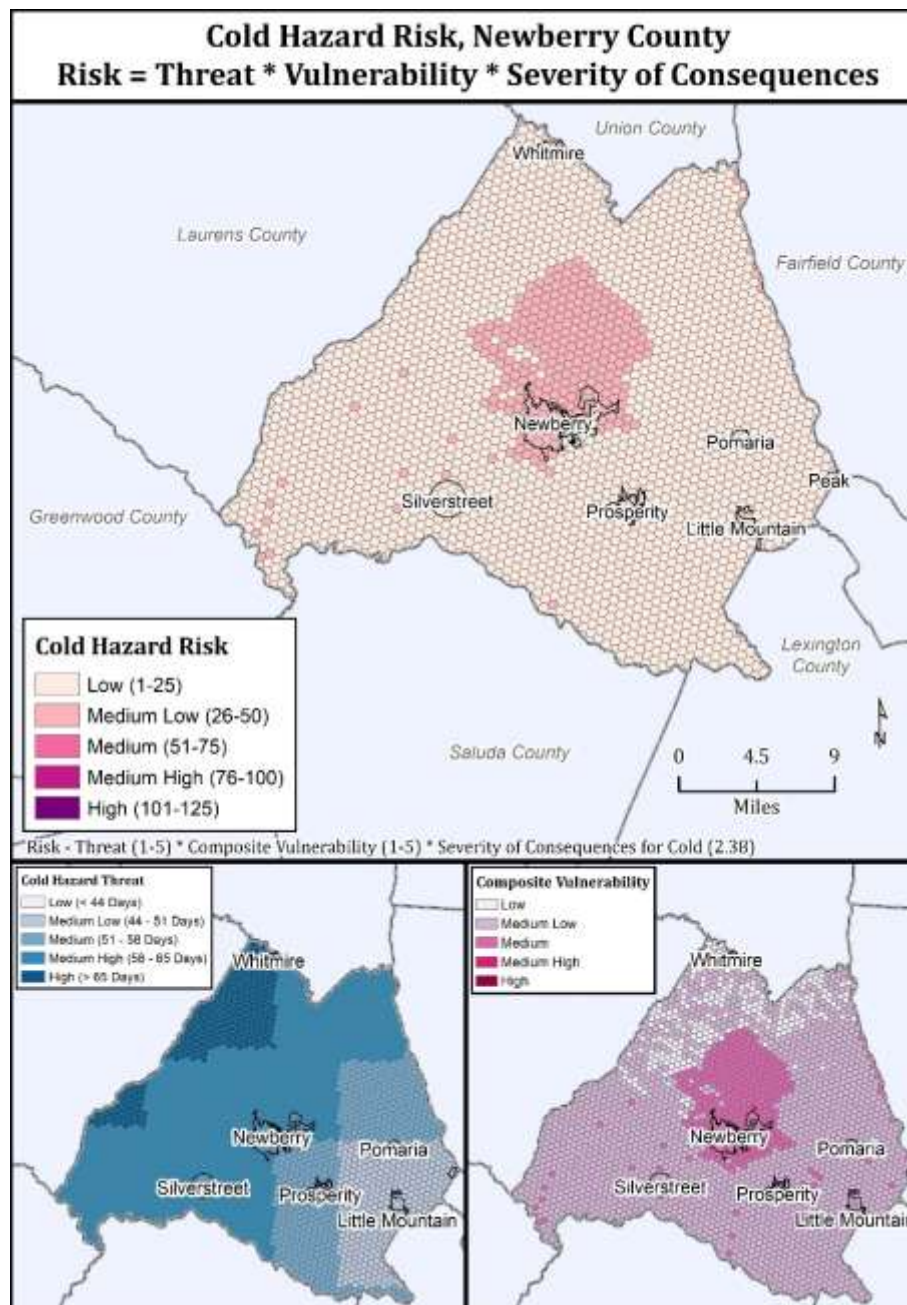 Cold Hazard Risk, Newberry County
Risk = Threat * Vulnerability * Severity of Consequences
Union County
Whitmire
Laurens County
Fairfield County
Newberry
Pomaria
Peak
Silverstreet
Prosperity
Greenwood County
Little Mountain
Lexington
County
Saluda County
Cold Hazard Risk
Low (1-25)
Medium Low (26-50)
Medium (51-75)
Medium High (76-100)
High (101-125)
N
0 4.5 9
Miles
Risk - Threat (1-5) * Composite Vulnerability (1-5) * Severity of Consequences for Cold (2.38)
Cold Hazard Threat
Low (< 44 Days)
Medium Low (44 - 51 Days)
Medium (51 - 58 Days)
Medium High (58 - 65 Days)
High (> 65 Days)
Whitmire
Newberry
Pomaria
Silverstreet
Prosperity
Little Mountain
Composite Vulnerability
Low
Medium Low
Medium
Medium High
High
Whitmire
Newberry
Pomaria
Silverstreet
Prosperity
Little Mountain